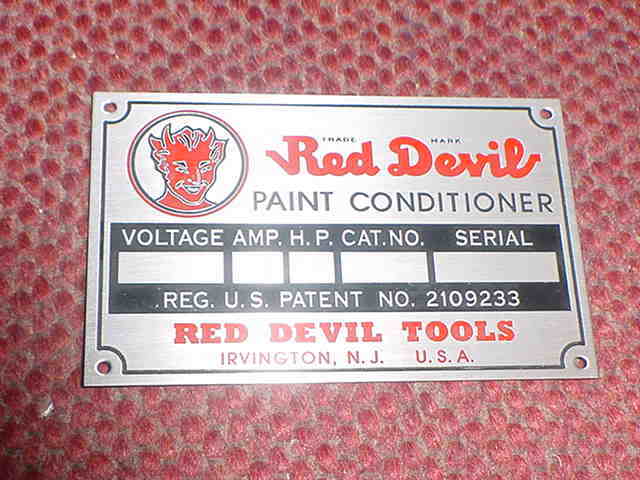 TRADE MARK
Red Devil
PAINT CONDITIONER
VOLTAGE AMP. H.P. CAT.NO. SERIAL
REG. U.S. PATENT NO. 2109233
RED DEVIL TOOLS
IRVINGTON, N.J. U.S.A.